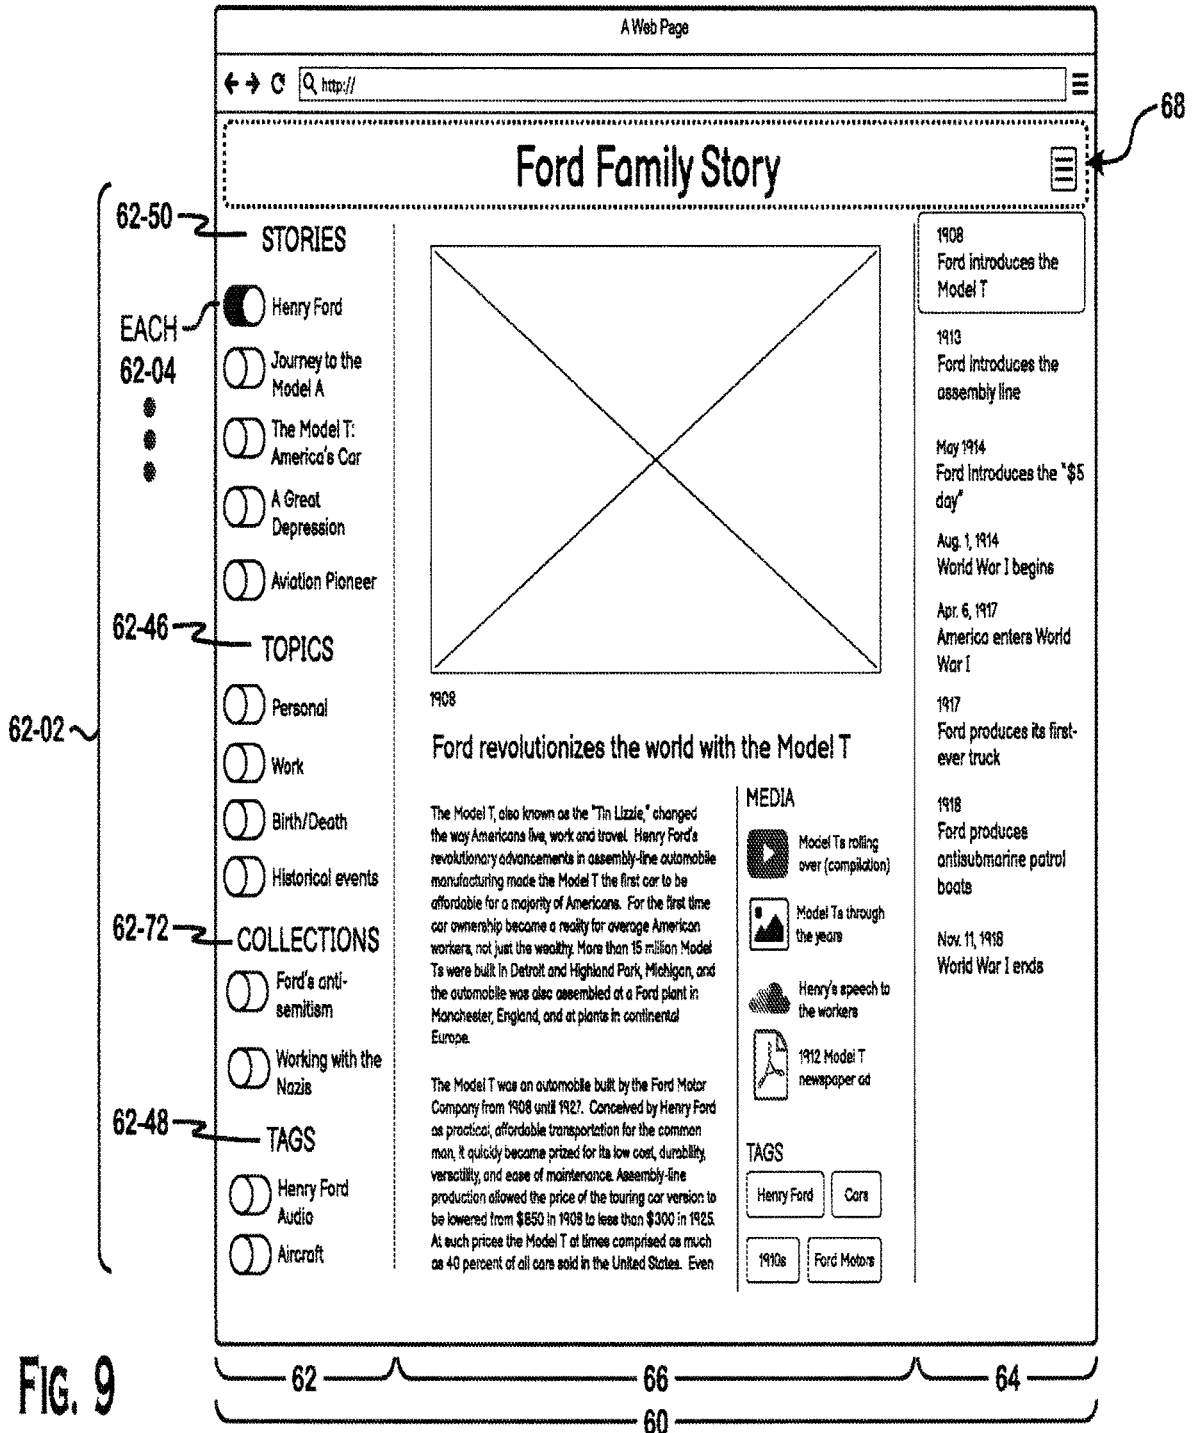 A Web Page
http://
68
Ford Family Story
62-50
STORIES
Henry Ford
EACH
62-04
Journey to the
Model A
The Model T:
America's Car
A Great
Depression
Aviation Pioneer
62-46
TOPICS
Personal
62-02
Work
Birth/Death
Historical events
62-72
COLLECTIONS
Ford's anti-
semitism
Working with the
Nazis
62-48
TAGS
Henry Ford
Audio
Aircraft
1908
Ford revolutionizes the world with the Model T
The Model T, also known as the "Tin Lizzie," changed
the way Americans live, work and travel. Henry Ford's
revolutionary advancements in assembly-line automobile
manufacturing made the Model T the first car to be
affordable for a majority of Americans. For the first time
car ownership became a reality for average American
workers, not just the wealthy. More than 15 million Model
Ts were built in Detroit and Highland Park, Michigan, and
the automobile was also assembled at a Ford plant in
Manchester, England, and at plants in continental
Europe.
The Model T was an automobile built by the Ford Motor
Company from 1908 until 1927. Conceived by Henry Ford
as practical, affordable transportation for the common
man, it quickly became prized for its low cost, durability,
versatility, and ease of maintenance. Assembly-line
production allowed the price of the touring car version to
be lowered from $850 in 1908 to less than $300 in 1925.
At such prices the Model T at times comprised as much
as 40 percent of all cars sold in the United States. Even
MEDIA
Model Ts rolling
over (compilation)
Model Ts through
the years
Henry's speech to
the workers
1912 Model T
newspaper ad
TAGS
Henry Ford
Cars
1910s
Ford Motors
1908
Ford introduces the
Model T
1913
Ford introduces the
assembly line
May 1914
Ford introduces the "$5
day"
Aug. 1, 1914
World War I begins
Apr. 6, 1917
America enters World
War I
1917
Ford produces its first-
ever truck
1918
Ford produces
antisubmarine patrol
boats
Nov. 11, 1918
World War I ends
FIG. 9
62
66
64
60